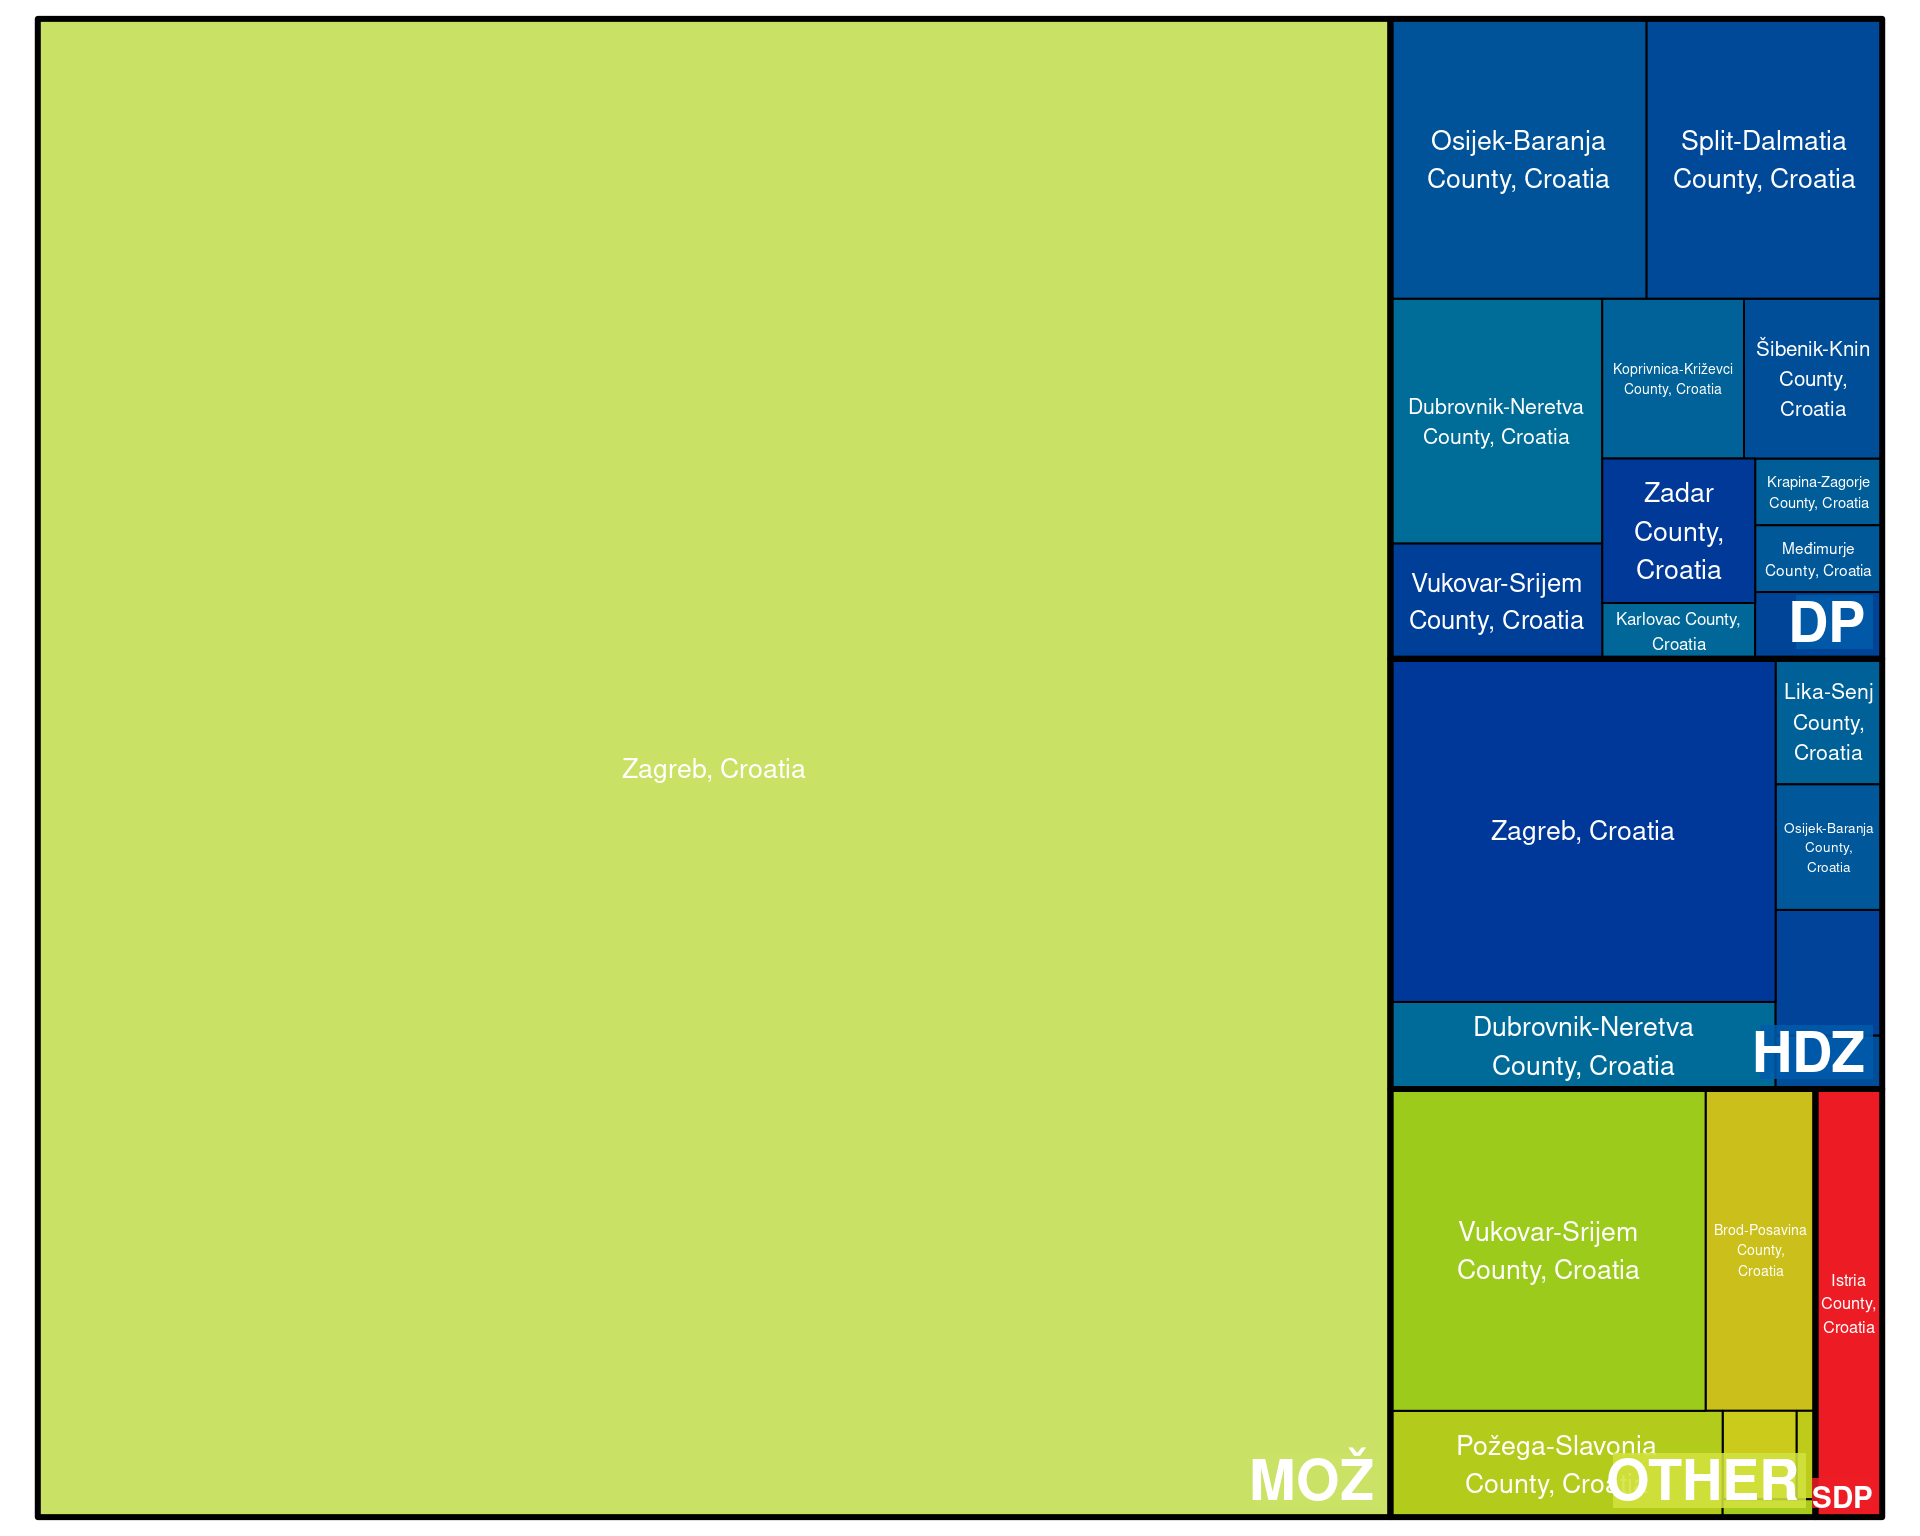 Zagreb, Croatia
MOŽ
Osijek-Baranja
County, Croatia
Split-Dalmatia
County, Croatia
Dubrovnik-Neretva
County, Croatia
Koprivnica-Križevci
County, Croatia
Šibenik-Knin
County,
Croatia
Vukovar-Srijem
County, Croatia
Zadar
County,
Croatia
Krapina-Zagorje
County, Croatia
Međimurje
County, Croatia
Karlovac County,
Croatia
DP
Zagreb, Croatia
Lika-Senj
County,
Croatia
Osijek-Baranja
County,
Croatia
Dubrovnik-Neretva
County, Croatia
HDZ
Vukovar-Srijem
County, Croatia
Brod-Posavina
County,
Croatia
Požega-Slavonia
County, Croatia
OTHER
Istria
County,
Croatia
SDP